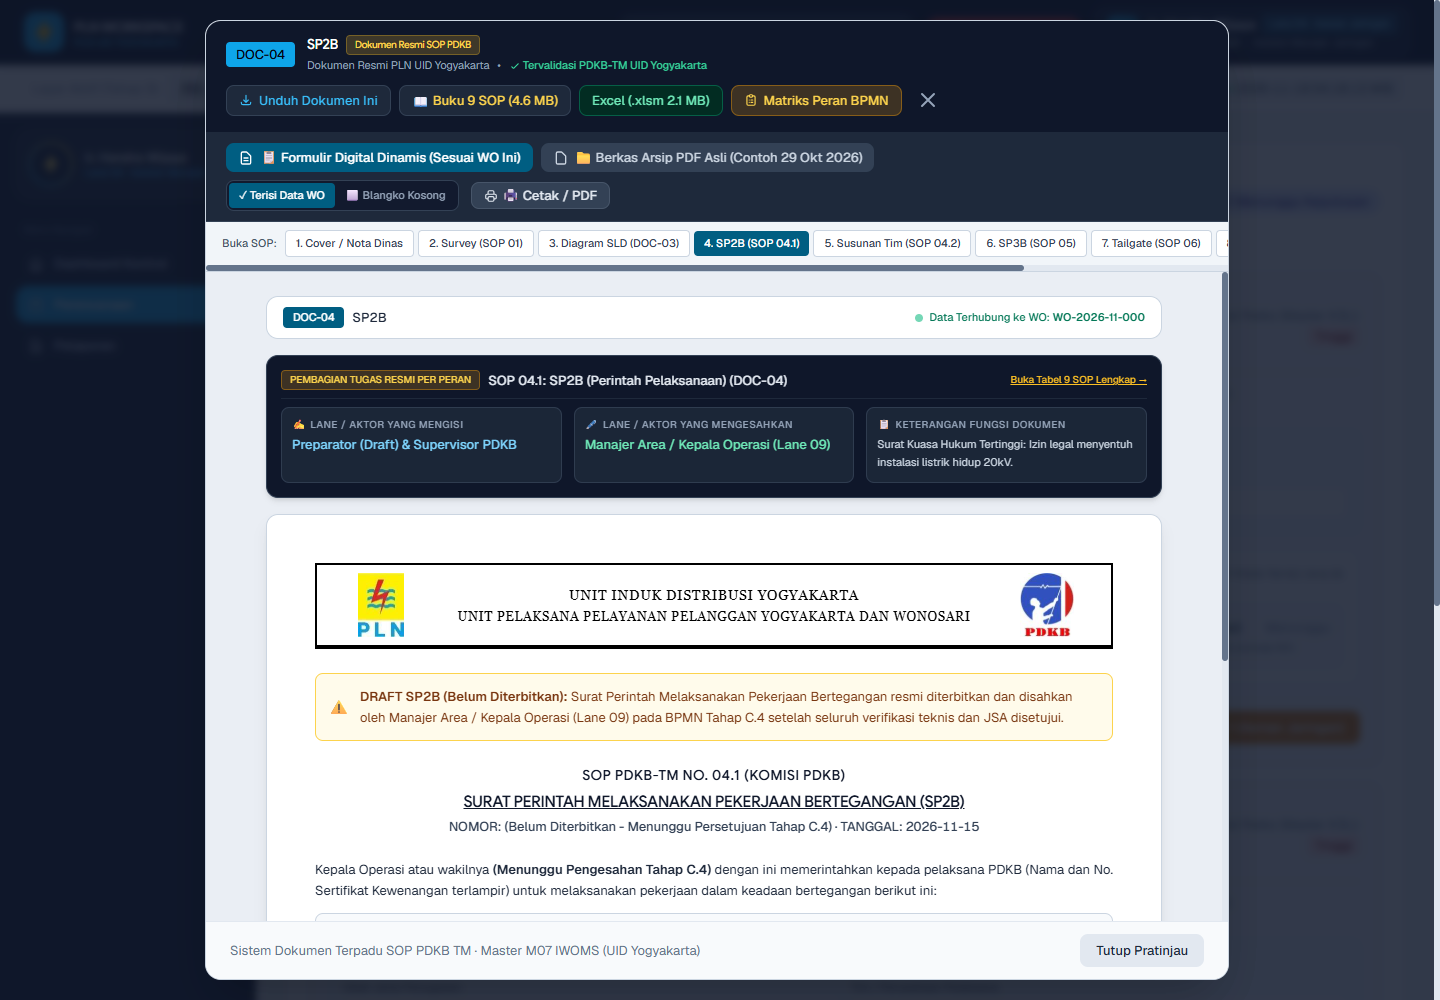 DOC-04
SP2B
Dokumen Resmi SOP PDKB
Dokumen Resmi PLN UID Yogyakarta • ✓ Tervalidasi PDKB-TM UID Yogyakarta
Unduh Dokumen Ini
Buku 9 SOP (4.6 MB)
Excel (.xlsm 2.1 MB)
Matriks Peran BPMN
Formulir Digital Dinamis (Sesuai WO Ini)
Berkas Arsip PDF Asli (Contoh 29 Okt 2026)
✓ Terisi Data WO
Blangko Kosong
Cetak / PDF
Buka SOP:
1. Cover / Nota Dinas
2. Survey (SOP 01)
3. Diagram SLD (DOC-03)
4. SP2B (SOP 04.1)
5. Susunan Tim (SOP 04.2)
6. SP3B (SOP 05)
7. Tailgate (SOP 06)
DOC-04 SP2B
Data Terhubung ke WO: WO-2026-11-000
PEMBAGIAN TUGAS RESMI PER PERAN
SOP 04.1: SP2B (Perintah Pelaksanaan) (DOC-04)
Buka Tabel 9 SOP Lengkap →
LANE / AKTOR YANG MENGISI
Preparator (Draft) & Supervisor PDKB
LANE / AKTOR YANG MENGESAHKAN
Manajer Area / Kepala Operasi (Lane 09)
KETERANGAN FUNGSI DOKUMEN
Surat Kuasa Hukum Tertinggi: Izin legal menyentuh
instalasi listrik hidup 20kV.
PLN
UNIT INDUK DISTRIBUSI YOGYAKARTA
UNIT PELAKSANA PELAYANAN PELANGGAN YOGYAKARTA DAN WONOSARI
PDKB
DRAFT SP2B (Belum Diterbitkan): Surat Perintah Melaksanakan Pekerjaan Bertegangan resmi diterbitkan dan disahkan
oleh Manajer Area / Kepala Operasi (Lane 09) pada BPMN Tahap C.4 setelah seluruh verifikasi teknis dan JSA disetujui.
SOP PDKB-TM NO. 04.1 (KOMISI PDKB)
SURAT PERINTAH MELAKSANAKAN PEKERJAAN BERTEGANGAN (SP2B)
NOMOR: (Belum Diterbitkan - Menunggu Persetujuan Tahap C.4) · TANGGAL: 2026-11-15
Kepala Operasi atau wakilnya (Menunggu Pengesahan Tahap C.4) dengan ini memerintahkan kepada pelaksana PDKB (Nama dan No.
Sertifikat Kewenangan terlampir) untuk melaksanakan pekerjaan dalam keadaan bertegangan berikut ini:
Sistem Dokumen Terpadu SOP PDKB TM · Master M07 IWOMS (UID Yogyakarta)
Tutup Pratinjau